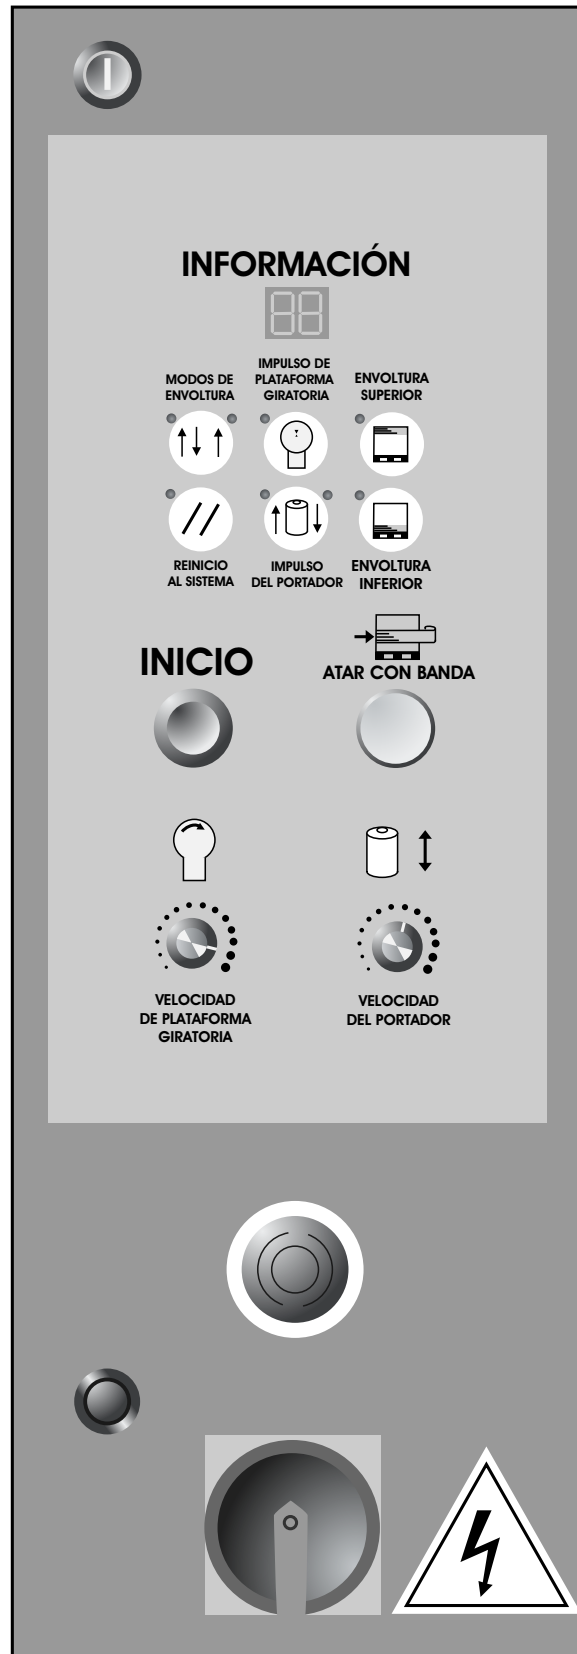 INFORMACIÓN
MODOS DE
ENVOLTURA
IMPULSO DE
PLATAFORMA
GIRATORIA
ENVOLTURA
SUPERIOR
REINICIO
AL SISTEMA
IMPULSO
DEL PORTADOR
ENVOLTURA
INFERIOR
INICIO
ATAR CON BANDA
VELOCIDAD
DE PLATAFORMA
GIRATORIA
VELOCIDAD
DEL PORTADOR